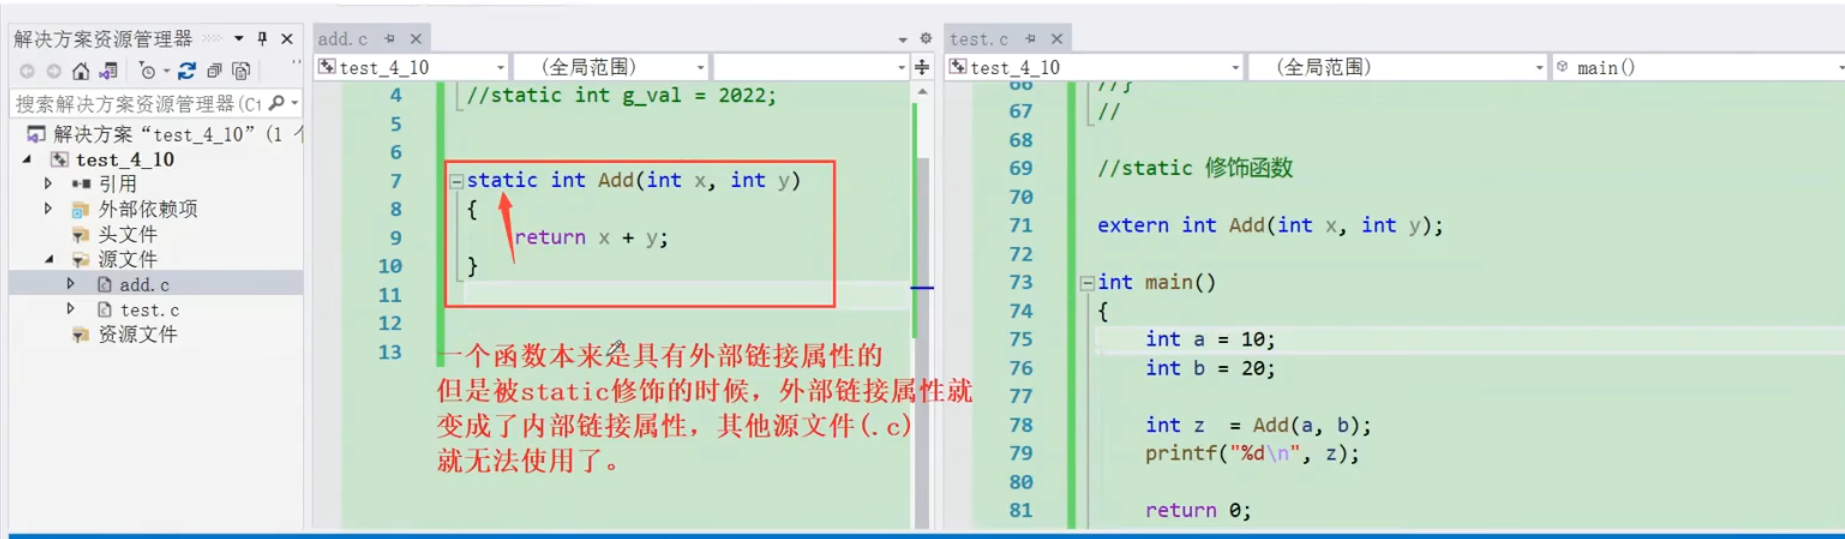 解决方案资源管理器
搜索解决方案资源管理器(Ct
解决方案“test_4_10”(1 个
test_4_10
引用
外部依赖项
头文件
源文件
add.c
test.c
资源文件
add.c
test_4_10
(全局范围)
4 //static int g_val = 2022;
5
6
7 static int Add(int x, int y)
8 {
9 return x + y;
10 }
11
12
13
一个函数本来是具有外部链接属性的
但是被static修饰的时候，外部链接属性就
变成了内部链接属性，其他源文件(.c)
就无法使用了。
test.c
test_4_10
(全局范围)
main()
66 //}
67 //
68
69 //static 修饰函数
70
71 extern int Add(int x, int y);
72
73 int main()
74 {
75 int a = 10;
76 int b = 20;
77
78 int z = Add(a, b);
79 printf("%d\n", z);
80
81 return 0;